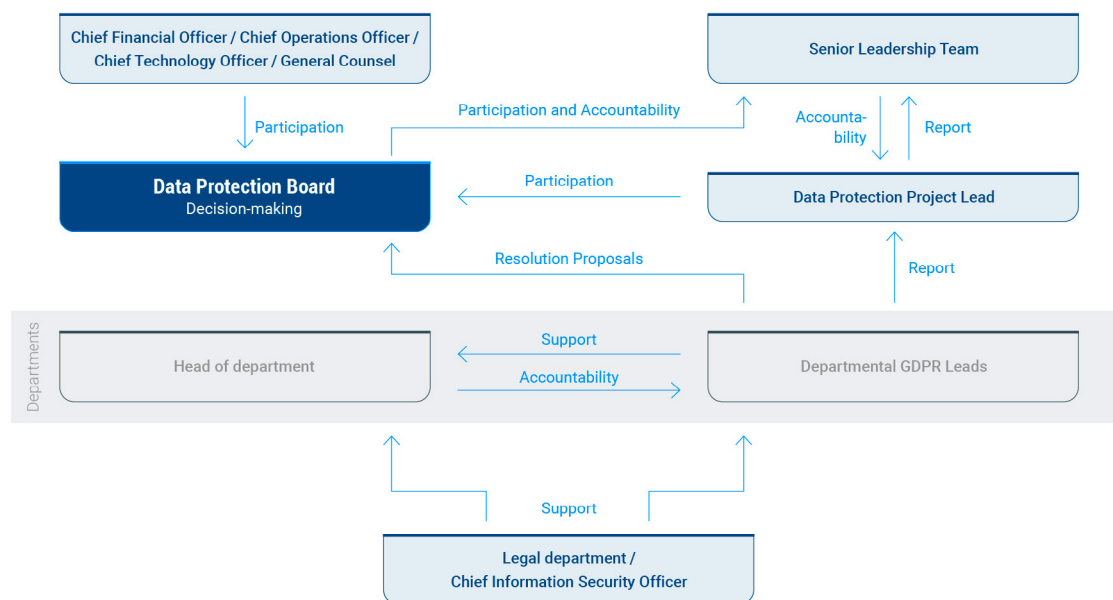 Chief Financial Officer / Chief Operations Officer /
Chief Technology Officer / General Counsel
Senior Leadership Team
Participation and Accountability
Participation
Accounta-
bility
Report
Data Protection Board
Decision-making
Participation
Data Protection Project Lead
Resolution Proposals
Report
Departments
Head of department
Support
Accountability
Departmental GDPR Leads
Support
Legal department /
Chief Information Security Officer